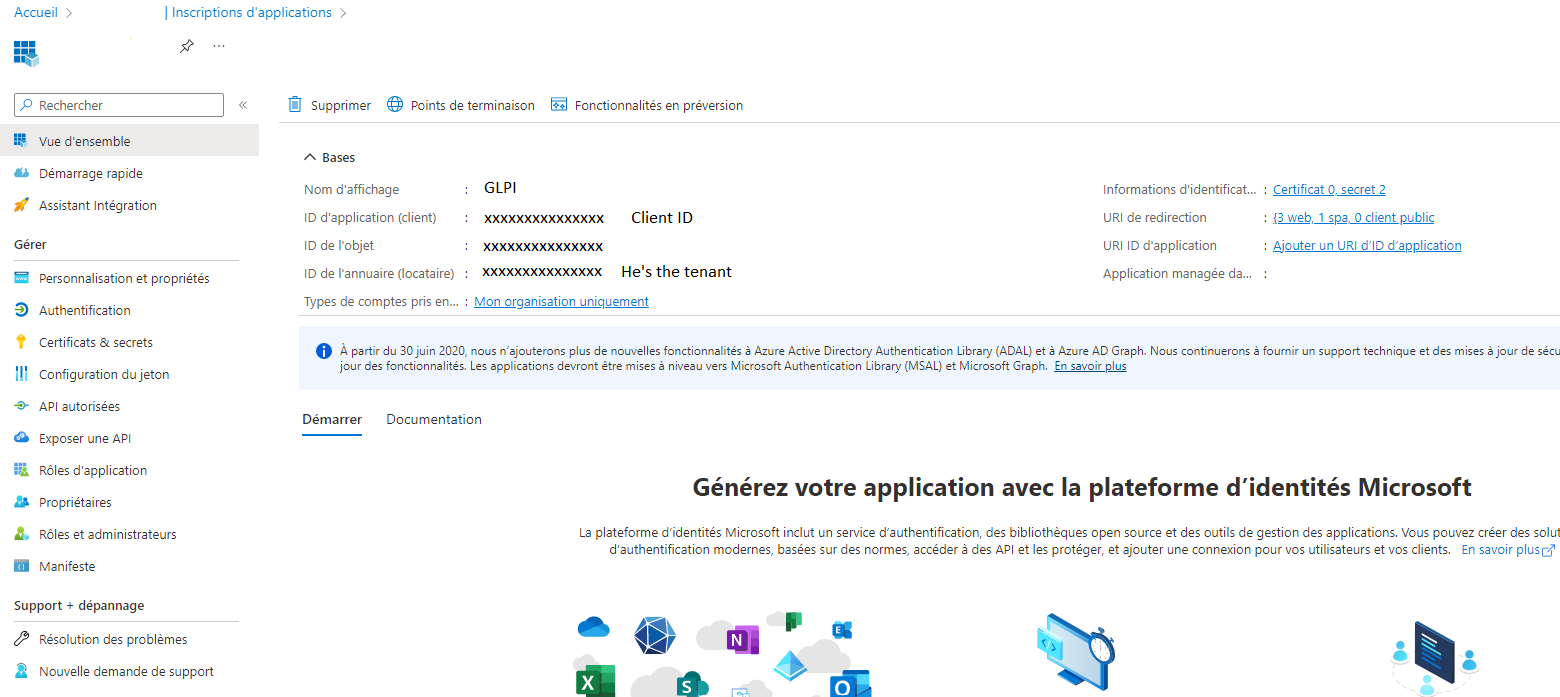 Accueil > | Inscriptions d'applications >
...
Rechercher «
Supprimer Points de terminaison Fonctionnalités en préversion
Vue d'ensemble
Démarrage rapide
Assistant Intégration
Gérer
Personnalisation et propriétés
Authentification
Certificats & secrets
Configuration du jeton
API autorisées
Exposer une API
Rôles d'application
Propriétaires
Rôles et administrateurs
Manifeste
Support + dépannage
Résolution des problèmes
Nouvelle demande de support
Bases
Nom d'affichage : GLPI
ID d'application (client) : xxxxxxxxxxxxxxx Client ID
ID de l'objet : xxxxxxxxxxxxxxx
ID de l'annuaire (locataire) : xxxxxxxxxxxxxxx He's the tenant
Types de comptes pris en... : Mon organisation uniquement
Informations d'identificat... : Certificat 0, secret 2
URI de redirection : {3 web, 1 spa, 0 client public
URI ID d'application : Ajouter un URI d'ID d'application
Application managée da... :
À partir du 30 juin 2020, nous n'ajouterons plus de nouvelles fonctionnalités à Azure Active Directory Authentication Library (ADAL) et à Azure AD Graph. Nous continuerons à fournir un support technique et des mises à jour de sécu
jour des fonctionnalités. Les applications devront être mises à niveau vers Microsoft Authentication Library (MSAL) et Microsoft Graph. En savoir plus
Démarrer Documentation
Générez votre application avec la plateforme d'identités Microsoft
La plateforme d'identités Microsoft inclut un service d'authentification, des bibliothèques open source et des outils de gestion des applications. Vous pouvez créer des solut
d'authentification modernes, basées sur des normes, accéder à des API et les protéger, et ajouter une connexion pour vos utilisateurs et vos clients. En savoir plus
N
E
X
S
O